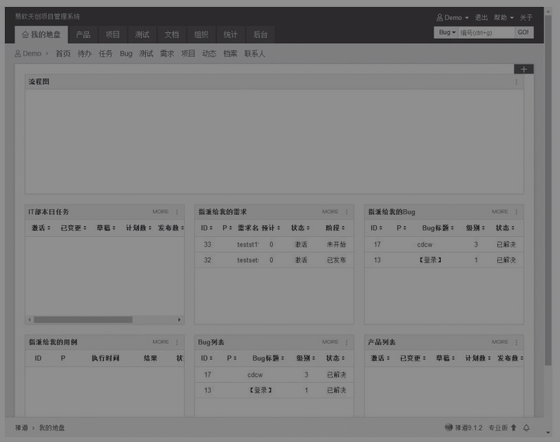 易软天创项目管理系统 Demo 退出 帮助 关于
我的地盘 产品 项目 测试 文档 组织 统计 后台 Bug 编号(ctrl+g) GO!
Demo 首页 待办 任务 Bug 测试 需求 项目 动态 档案 联系人
流程图
IT部本日任务 MORE
激活 已变更 草稿 计划数 发布数
指派给我的需求 MORE
ID P 需求名 预计 状态 阶段
33 testst1 0 激活 未开始
32 testset 0 激活 已发布
指派给我的Bug MORE
ID P Bug标题 级别 状态
17 cdcw 3 已解决
13 【登录】 1 已解决
指派给我的用例 MORE
ID P 执行时间 结果 状
Bug列表 MORE
ID P Bug标题 级别 状态
17 cdcw 3 已解决
13 【登录】 1 已解决
产品列表 MORE
激活 已变更 草稿 计划数 发布数
禅道 我的地盘 禅道9.1.2 专业版